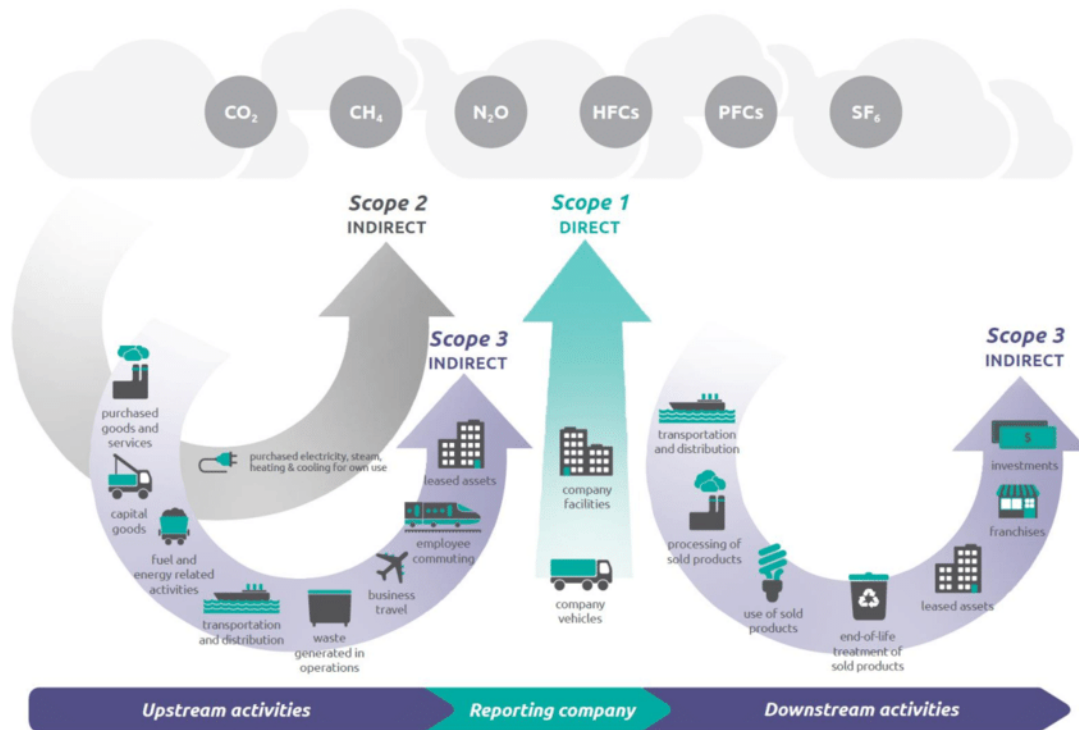 CO₂
CH₄
N₂O
HFCs
PFCs
SF₆
Scope 2
INDIRECT
Scope 1
DIRECT
Scope 3
INDIRECT
Scope 3
INDIRECT
purchased
goods and
services
capital
goods
fuel and
energy related
activities
transportation
and distribution
waste
generated in
operations
business
travel
employee
commuting
leased assets
purchased electricity, steam,
heating & cooling for own use
company
facilities
company
vehicles
transportation
and distribution
processing of
sold products
use of sold
products
end-of-life
treatment of
sold products
leased assets
franchises
$
investments
Upstream activities
Reporting company
Downstream activities